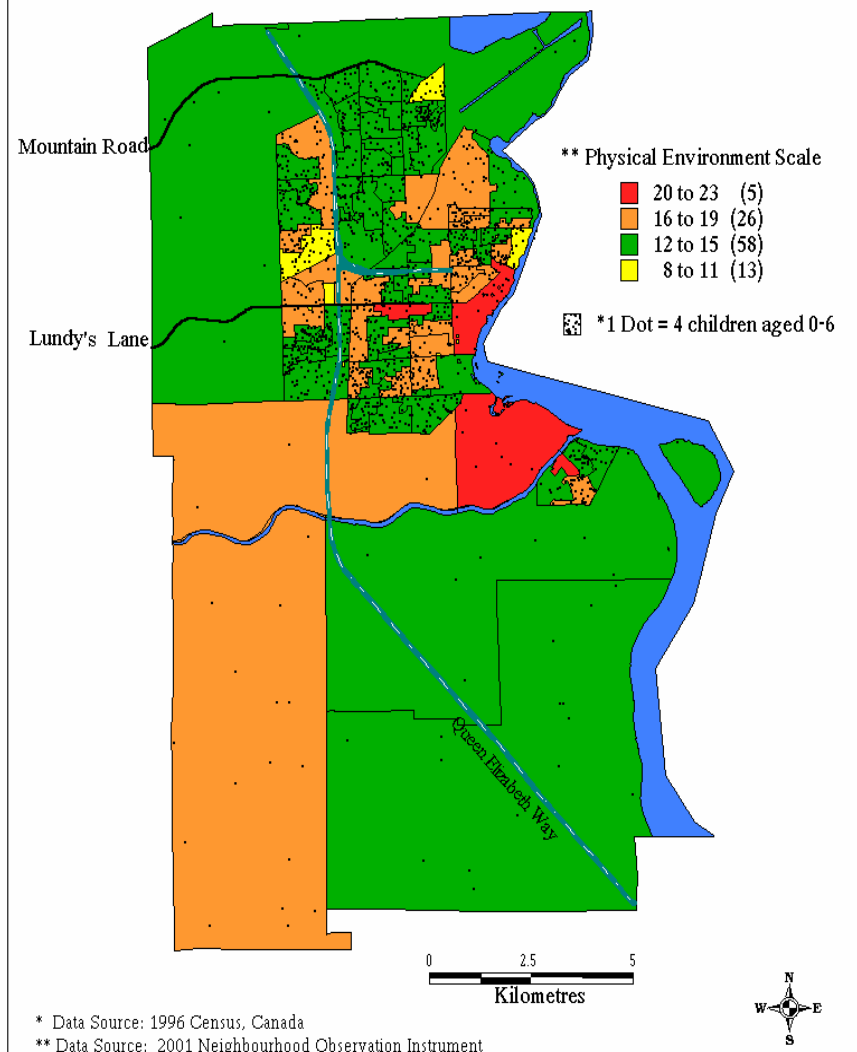 Mountain Road
** Physical Environment Scale
20 to 23 (5)
16 to 19 (26)
12 to 15 (58)
8 to 11 (13)
*1 Dot = 4 children aged 0-6
Lundy's Lane
Queen Elizabeth Way
0 2.5 5
Kilometres
N
W E
S
* Data Source: 1996 Census, Canada
** Data Source: 2001 Neighbourhood Observation Instrument